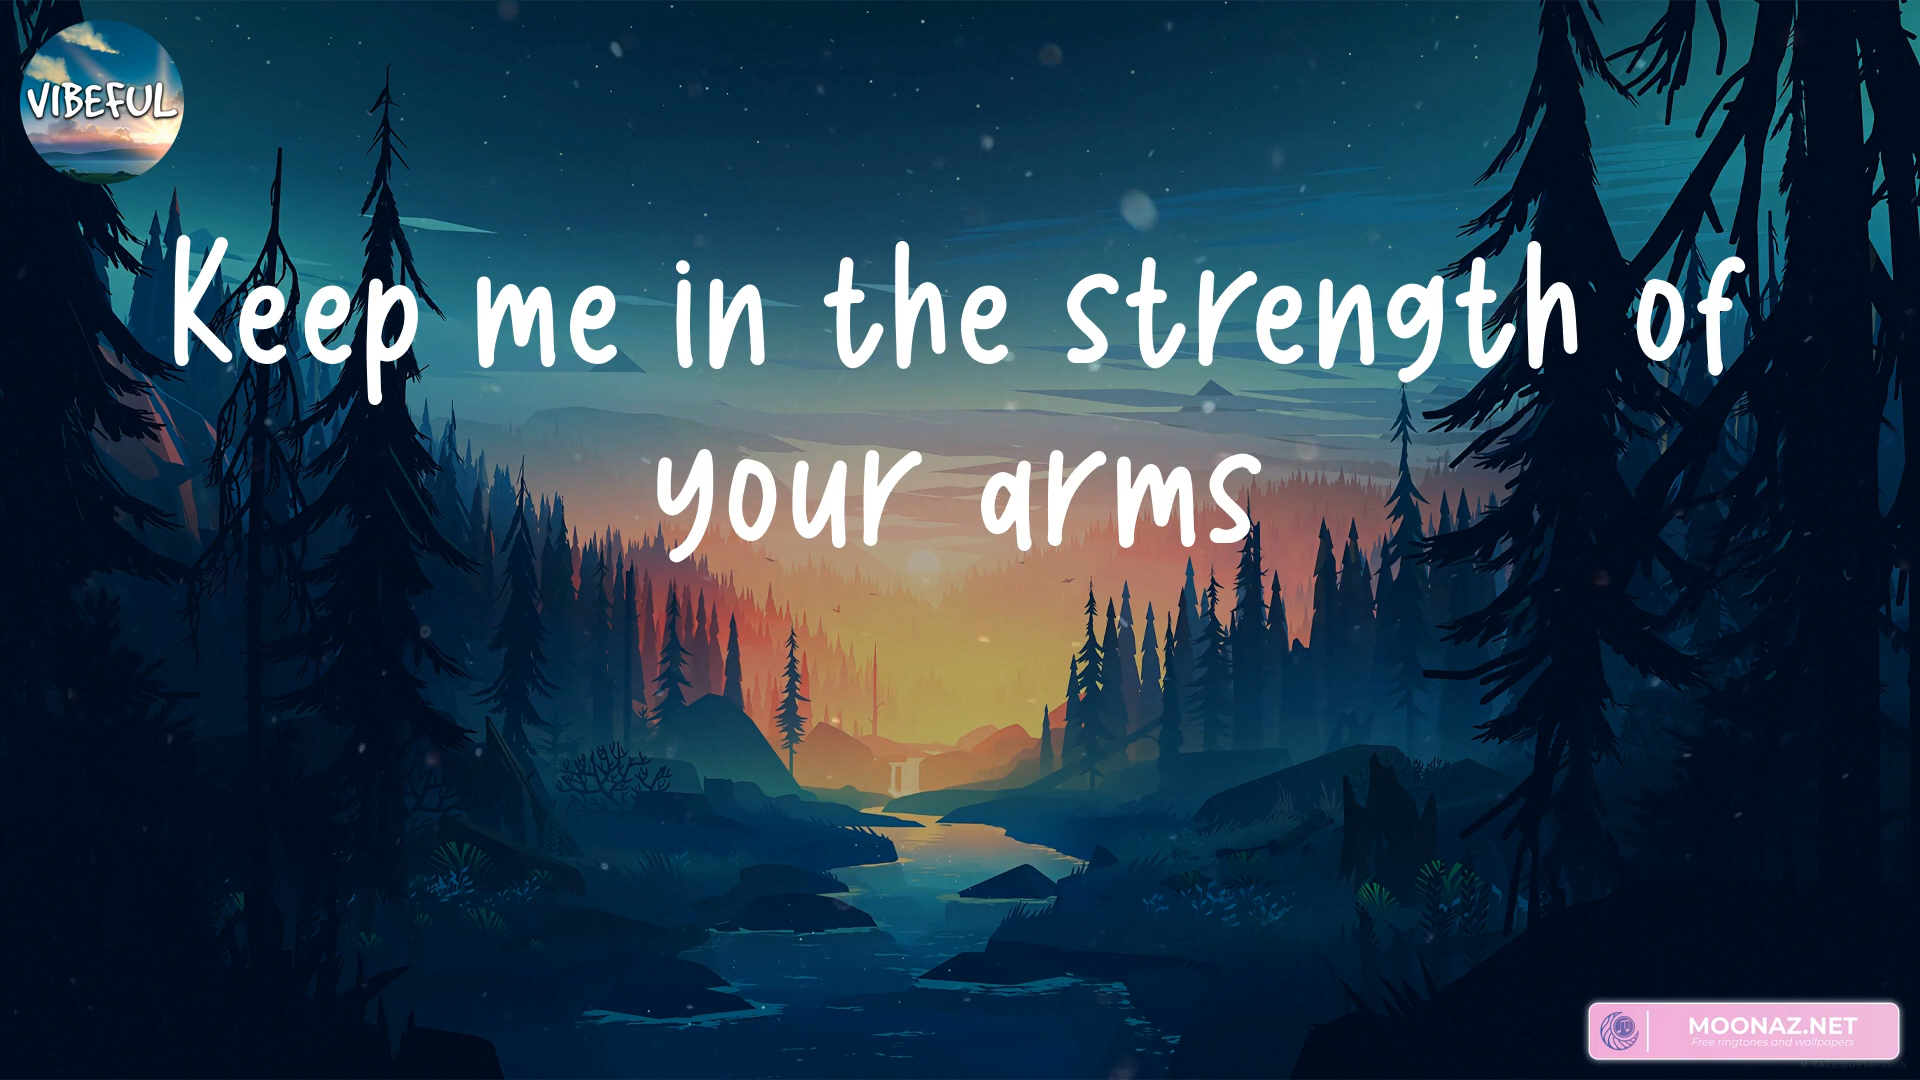 VIBEFUL
Keep me in the strength of
your arms
MOONAZ.NET
Free ringtones and wallpapers